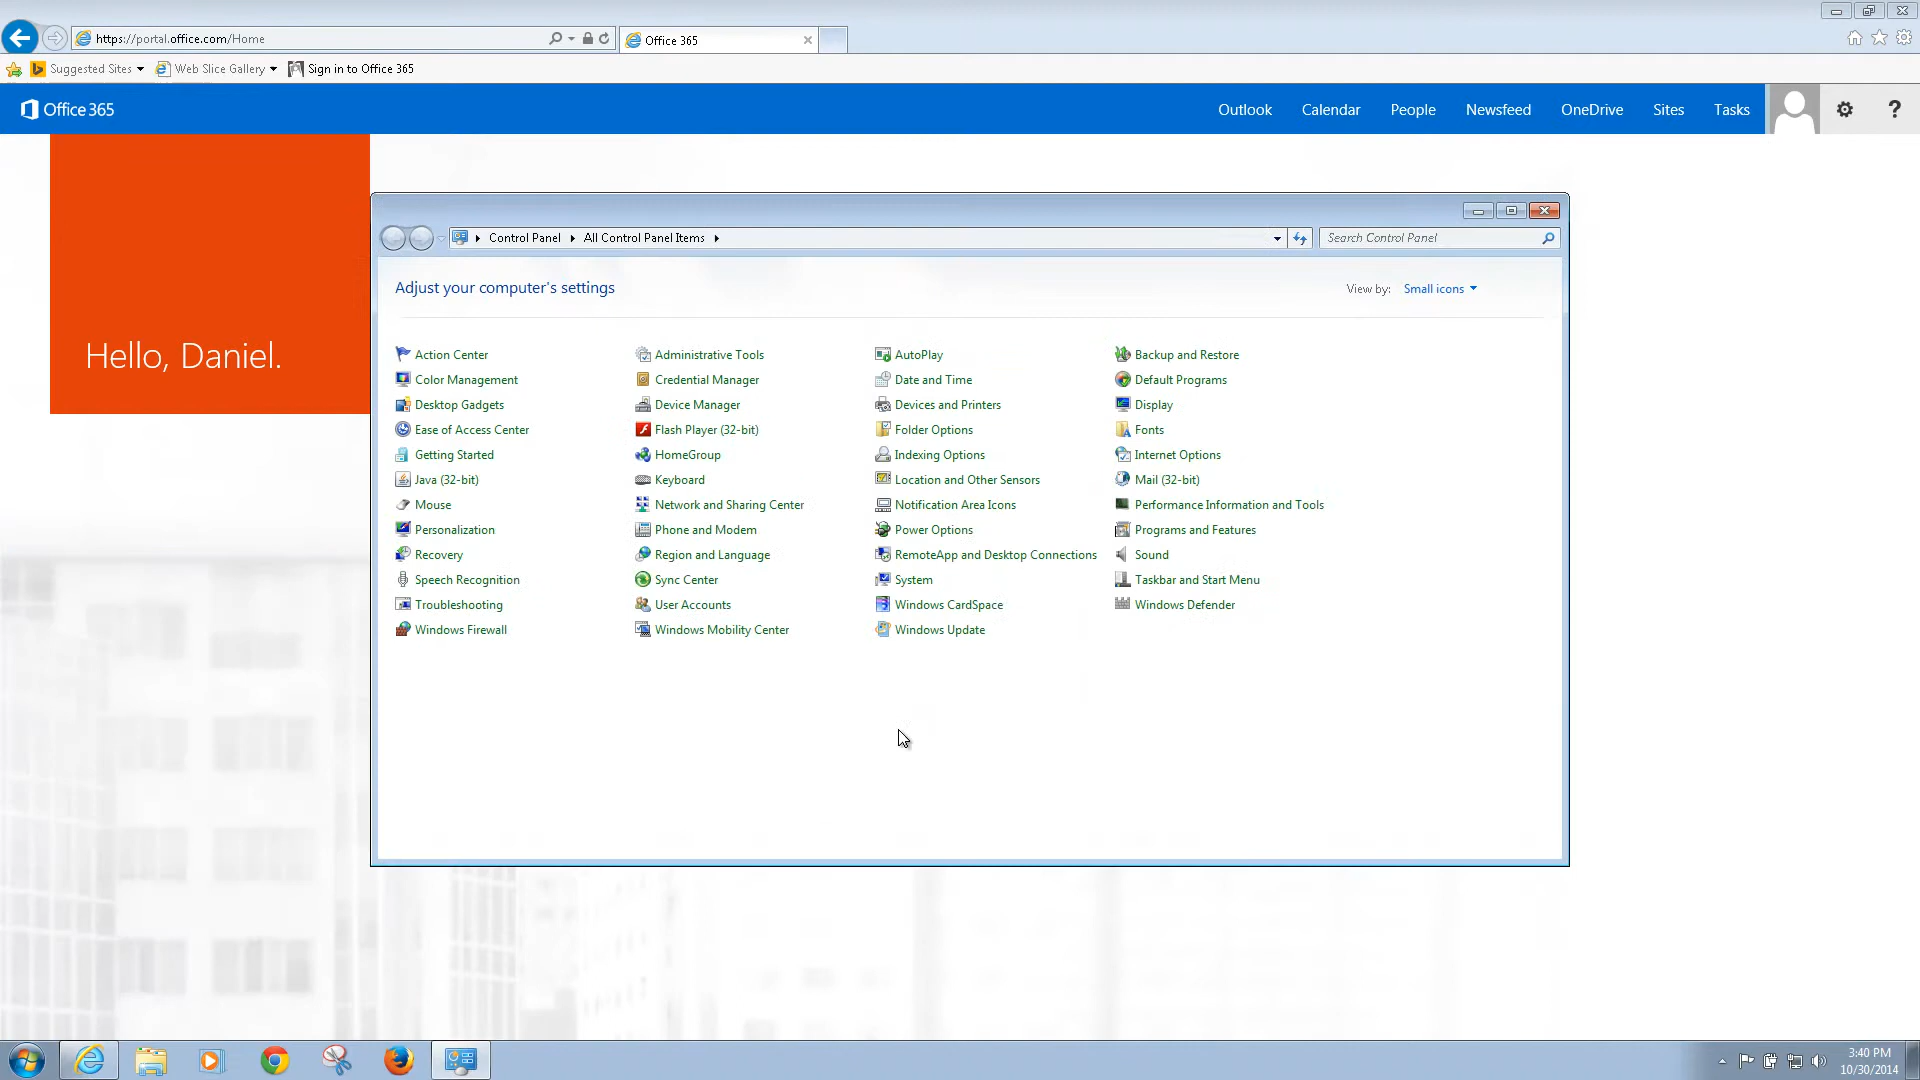 https://portal.office.com/Home
Office 365
Suggested Sites
Web Slice Gallery
Sign in to Office 365
Office 365
Outlook
Calendar
People
Newsfeed
OneDrive
Sites
Tasks
?
Hello, Daniel.
Control Panel
All Control Panel Items
Search Control Panel
Adjust your computer's settings
View by: Small icons
Action Center
Administrative Tools
AutoPlay
Backup and Restore
Color Management
Credential Manager
Date and Time
Default Programs
Desktop Gadgets
Device Manager
Devices and Printers
Display
Ease of Access Center
Flash Player (32-bit)
Folder Options
Fonts
Getting Started
HomeGroup
Indexing Options
Internet Options
Java (32-bit)
Keyboard
Location and Other Sensors
Mail (32-bit)
Mouse
Network and Sharing Center
Notification Area Icons
Performance Information and Tools
Personalization
Phone and Modem
Power Options
Programs and Features
Recovery
Region and Language
RemoteApp and Desktop Connections
Sound
Speech Recognition
Sync Center
System
Taskbar and Start Menu
Troubleshooting
User Accounts
Windows CardSpace
Windows Defender
Windows Firewall
Windows Mobility Center
Windows Update
3:40 PM
10/30/2014